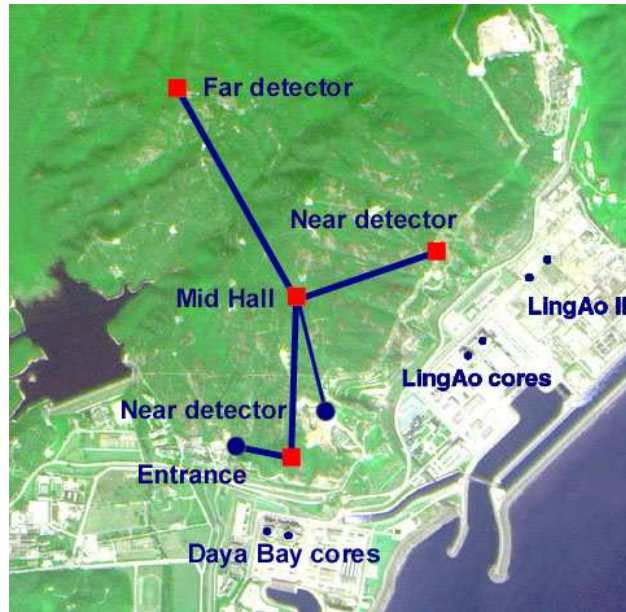 Far detector
Near detector
Mid Hall
LingAo II
LingAo cores
Near detector
Entrance
Daya Bay cores